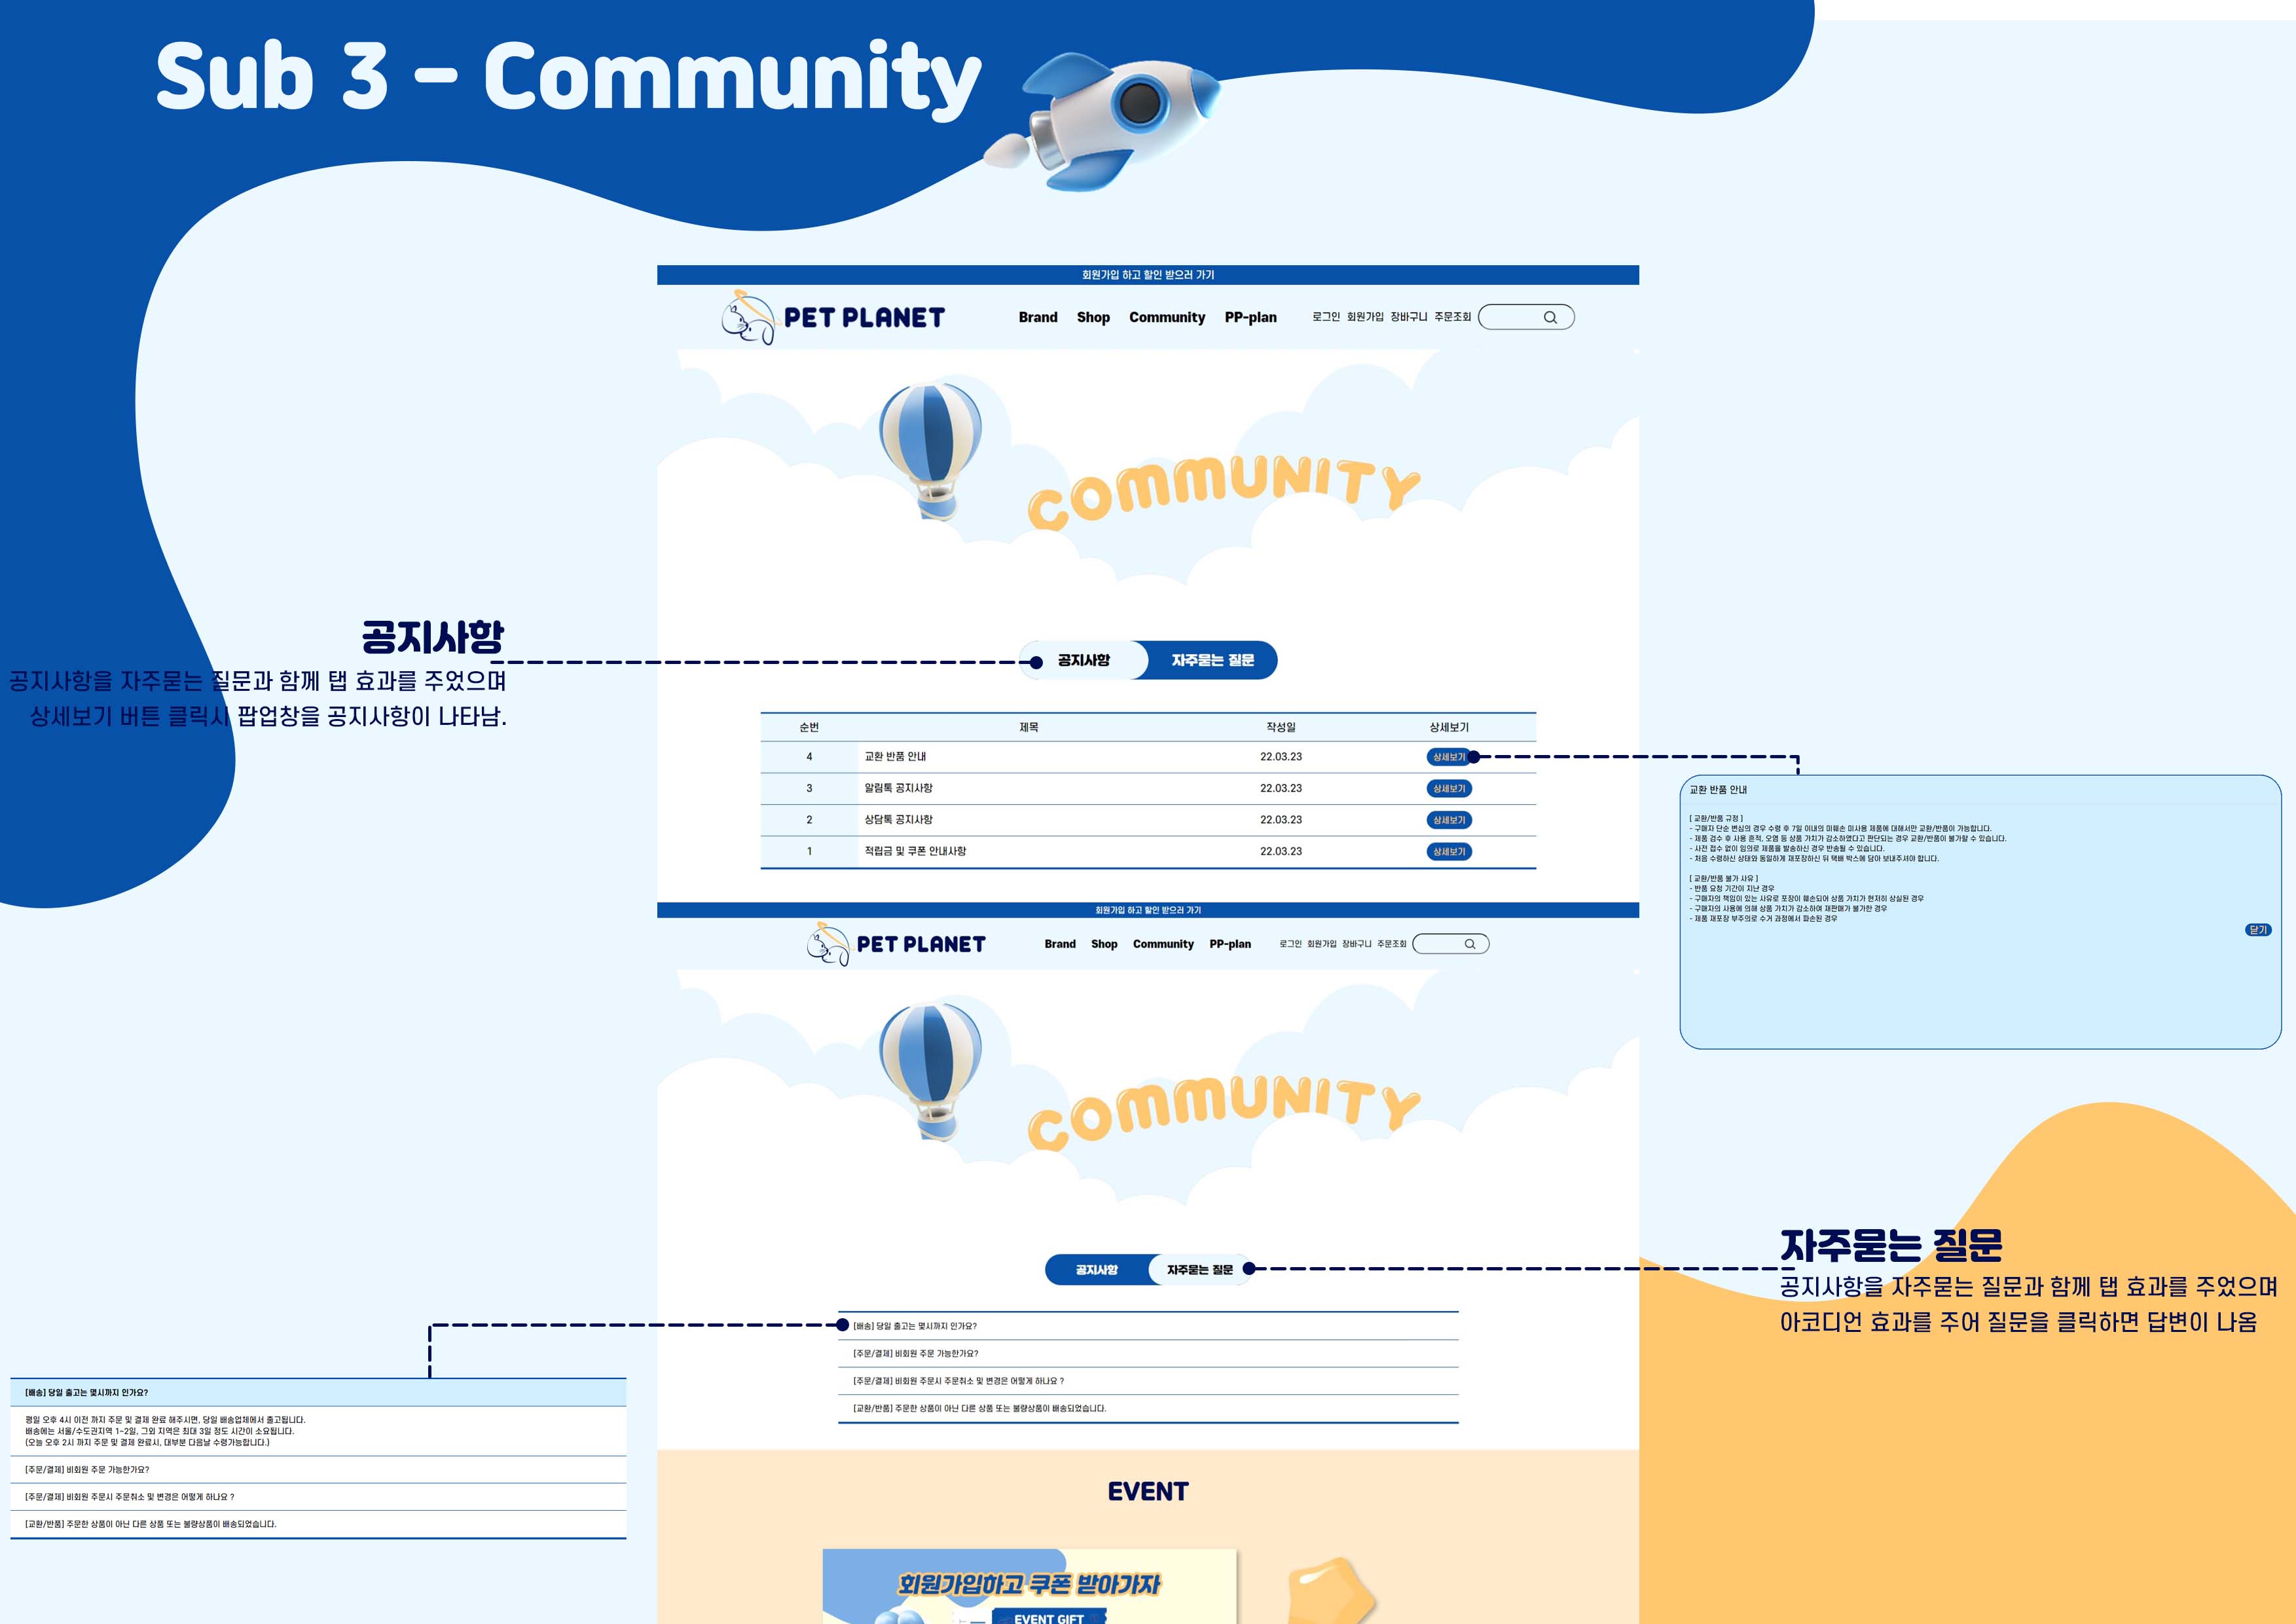 Sub 3 - Community
회원가입 하고 할인 받으러 가기
PET PLANET
Brand Shop Community PP-plan 로그인 회원가입 장바구니 주문조회
COMMUNITY
공지사항
공지사항을 자주묻는 질문과 함께 탭 효과를 주었으며
상세보기 버튼 클릭시 팝업창을 공지사항이 나타남.
공지사항 자주묻는 질문
순번 제목 작성일 상세보기
4 교환 반품 안내 22.03.23 상세보기
3 알림톡 공지사항 22.03.23 상세보기
2 상담톡 공지사항 22.03.23 상세보기
1 적립금 및 쿠폰 안내사항 22.03.23 상세보기
교환 반품 안내
[ 교환/반품 규정 ]
- 구매자 단순 변심의 경우 수령 후 7일 이내의 미훼손 미사용 제품에 대해서만 교환/반품이 가능합니다.
- 제품 검수 후 사용 흔적, 오염 등 상품 가치가 감소하였다고 판단되는 경우 교환/반품이 불가할 수 있습니다.
- 사전 접수 없이 임의로 제품을 발송하신 경우 반송될 수 있습니다.
- 처음 수령하신 상태와 동일하게 재포장하신 뒤 택배 박스에 담아 보내주셔야 합니다.
[ 교환/반품 불가 사유 ]
- 반품 요청 기간이 지난 경우
- 구매자의 책임이 있는 사유로 포장이 훼손되어 상품 가치가 현저히 상실된 경우
- 구매자의 사용에 의해 상품 가치가 감소하여 재판매가 불가한 경우
- 제품 재포장 부주의로 수거 과정에서 파손된 경우
닫기
회원가입 하고 할인 받으러 가기
PET PLANET
Brand Shop Community PP-plan 로그인 회원가입 장바구니 주문조회
COMMUNITY
공지사항 자주묻는 질문
자주묻는 질문
공지사항을 자주묻는 질문과 함께 탭 효과를 주었으며
아코디언 효과를 주어 질문을 클릭하면 답변이 나옴
[배송] 당일 출고는 몇시까지 인가요?
[주문/결제] 비회원 주문 가능한가요?
[주문/결제] 비회원 주문시 주문취소 및 변경은 어떻게 하나요 ?
[교환/반품] 주문한 상품이 아닌 다른 상품 또는 불량상품이 배송되었습니다.
[배송] 당일 출고는 몇시까지 인가요?
평일 오후 4시 이전 까지 주문 및 결제 완료 해주시면, 당일 배송업체에서 출고됩니다.
배송에는 서울/수도권지역 1-2일, 그외 지역은 최대 3일 정도 시간이 소요됩니다.
(오늘 오후 2시 까지 주문 및 결제 완료시, 대부분 다음날 수령가능합니다.)
[주문/결제] 비회원 주문 가능한가요?
[주문/결제] 비회원 주문시 주문취소 및 변경은 어떻게 하나요 ?
[교환/반품] 주문한 상품이 아닌 다른 상품 또는 불량상품이 배송되었습니다.
EVENT
회원가입하고 쿠폰 받아가자
EVENT GIFT